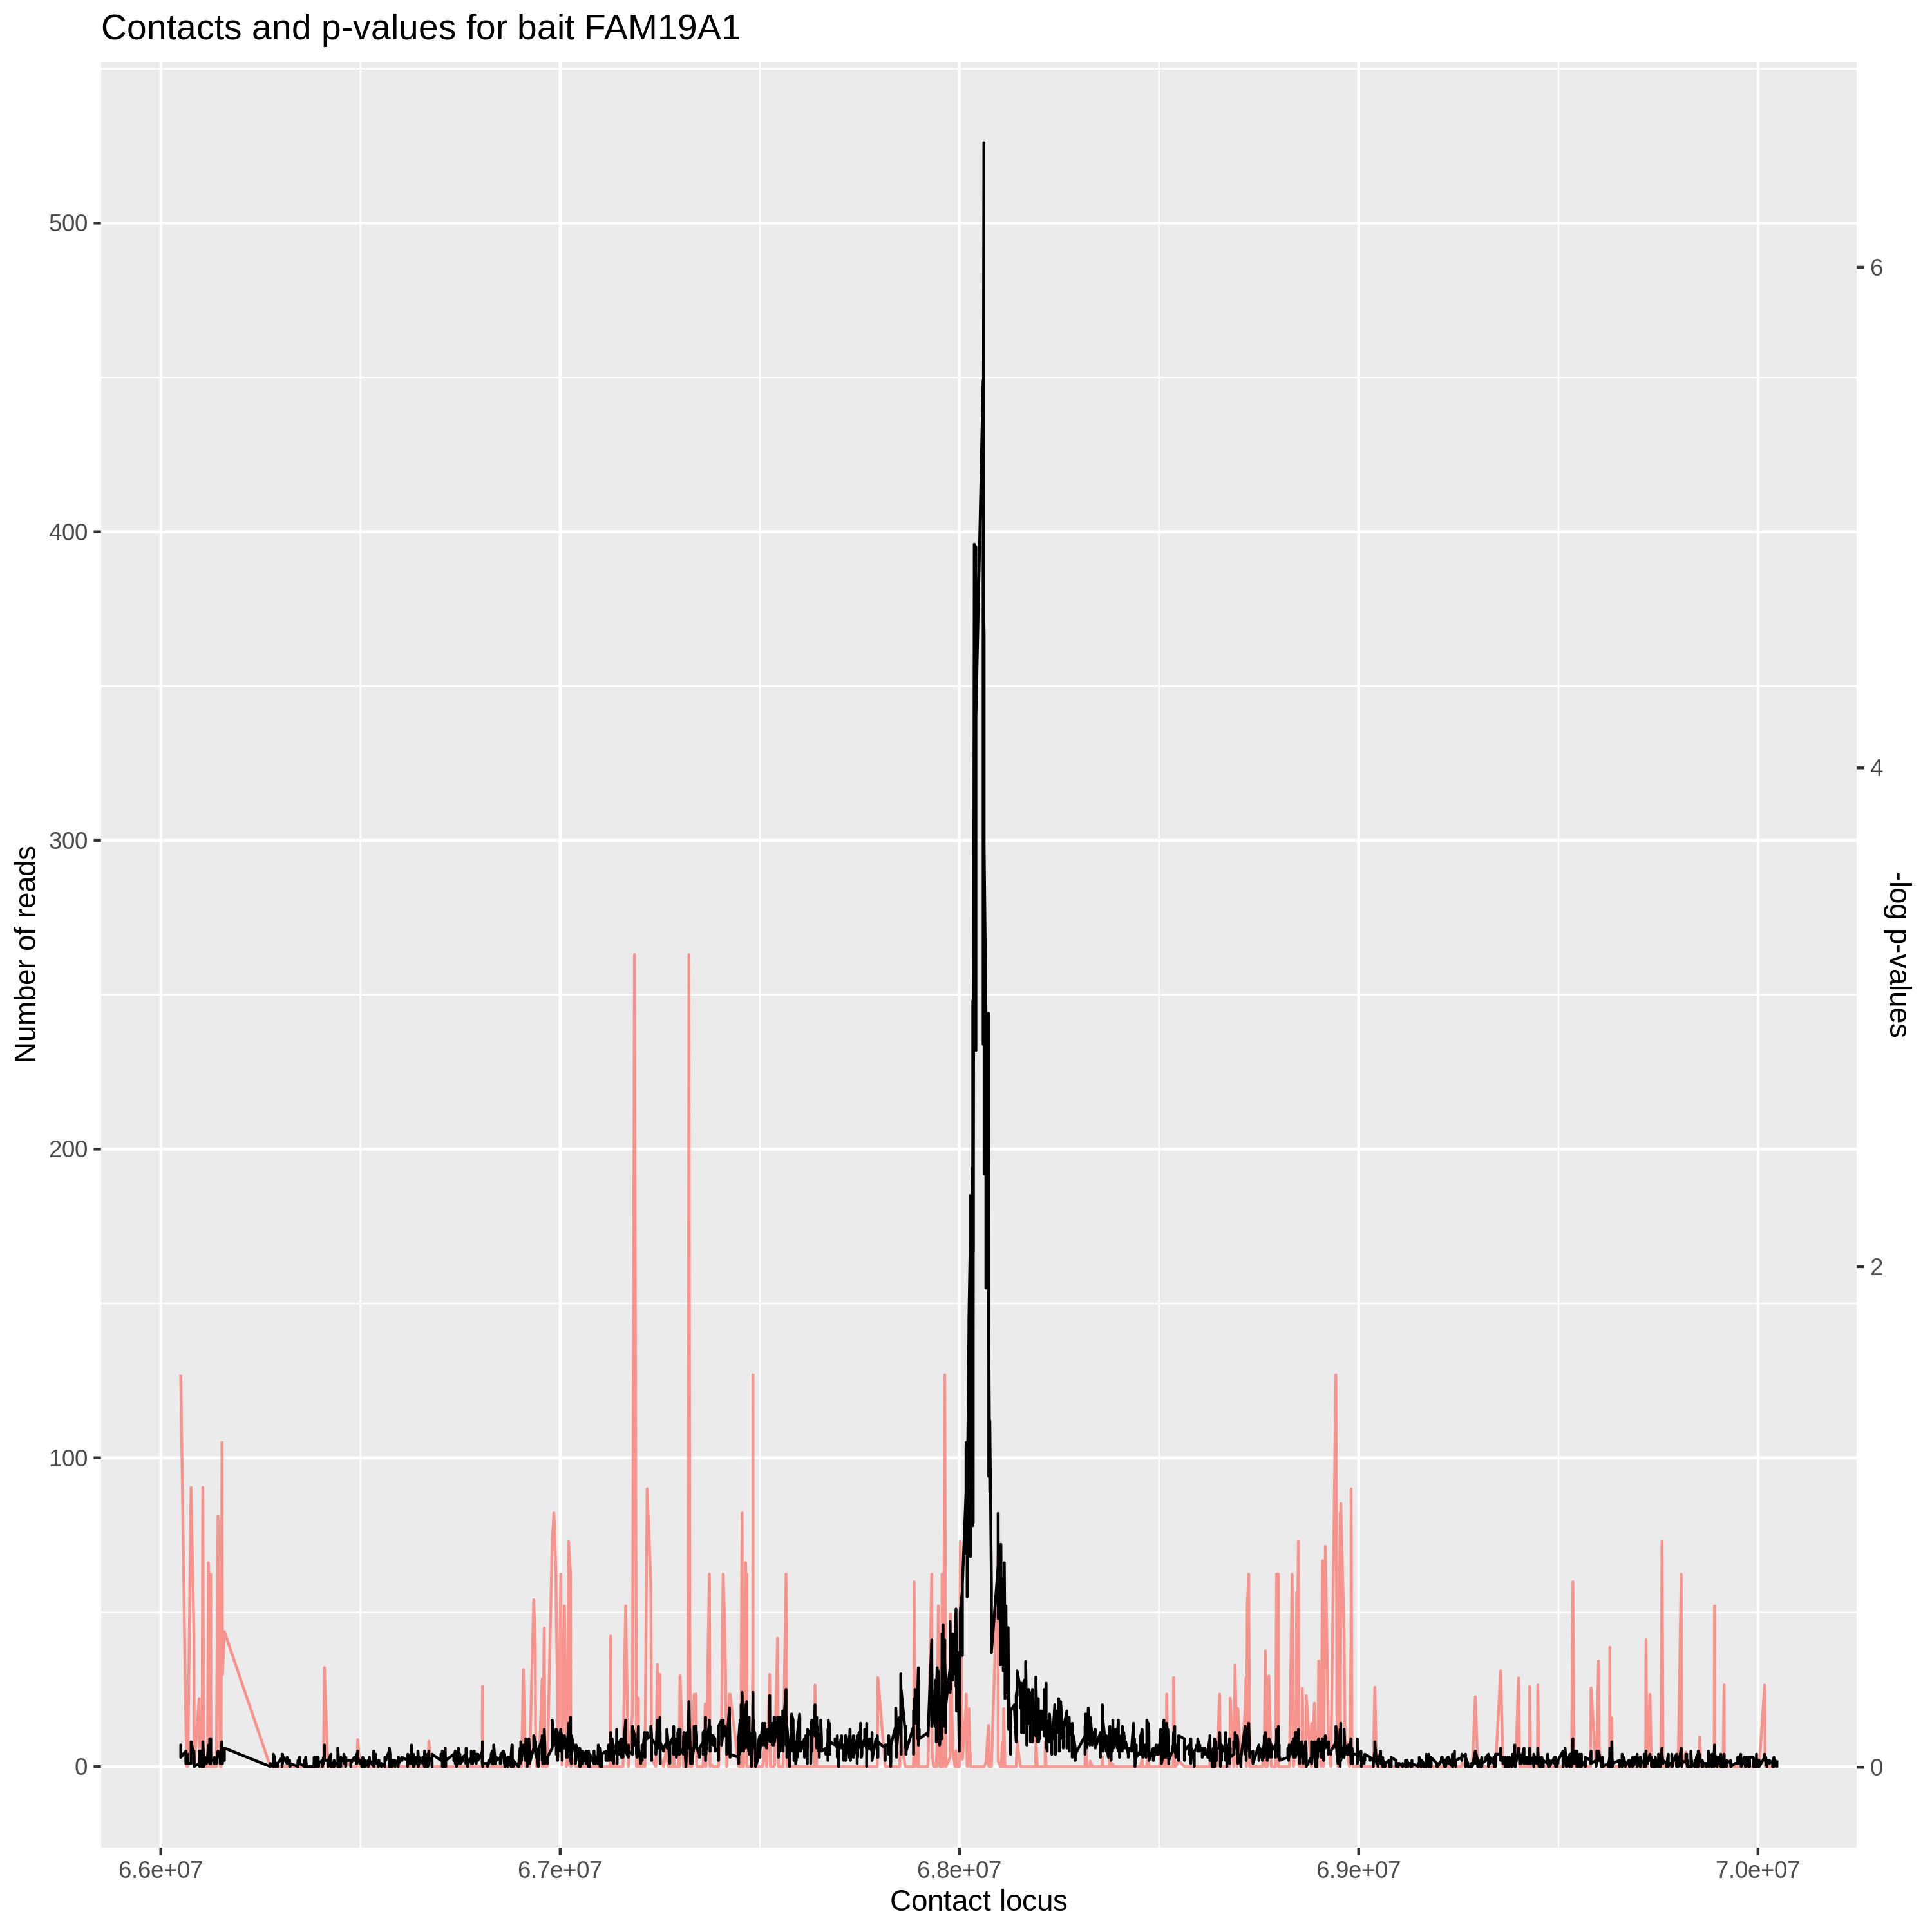 Contacts and p-values for bait FAM19A1
500
400
300
200
100
0
Number of reads
6
4
2
0
-log p-values
6.6e+07
6.7e+07
6.8e+07
6.9e+07
7.0e+07
Contact locus